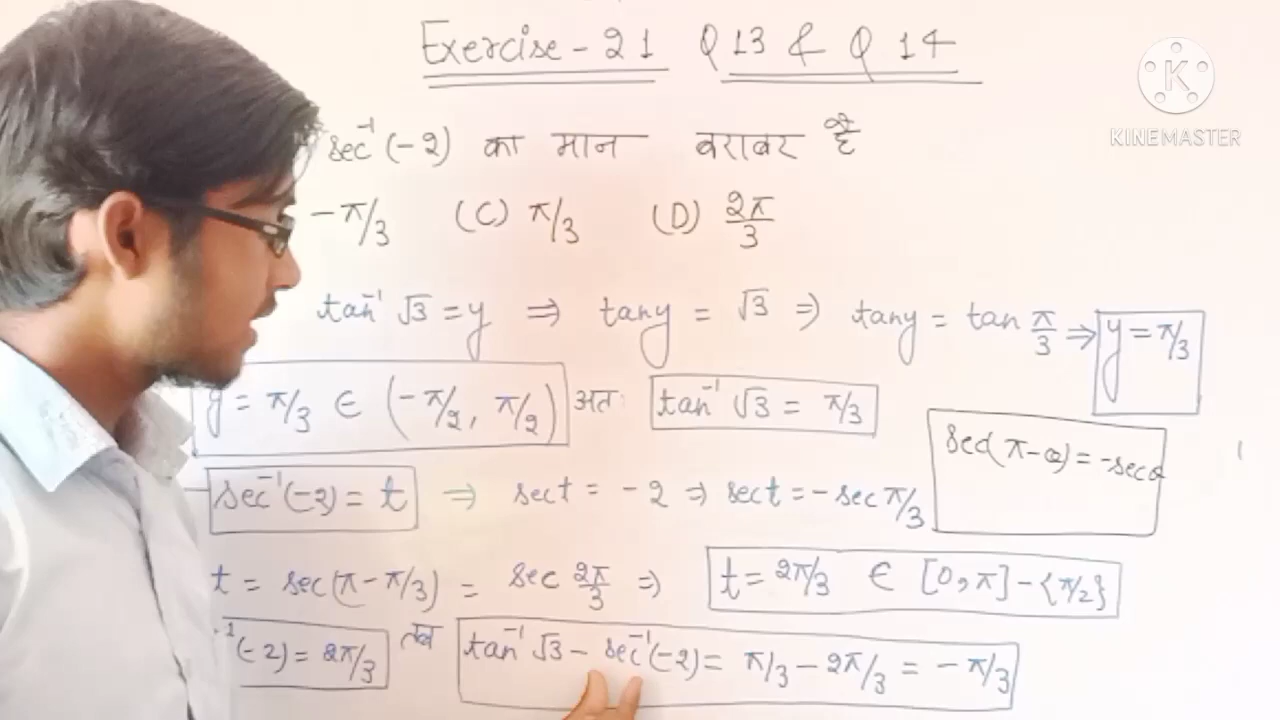 Exercise - 21 Q 13 & Q 14
KINEMASTER
sec⁻¹(-2) का मान बराबर है
-π/3 (C) π/3 (D) 2π/3
tan⁻¹ √3 = y ⇒ tany = √3 ⇒ tany = tan π/3 ⇒ y = π/3
y = π/3 ∈ (-π/2, π/2) अतः tan⁻¹ √3 = π/3
sec(π-θ) = -secθ
sec⁻¹(-2) = t ⇒ sect = -2 ⇒ sect = -sec π/3
t = sec(π-π/3) = sec 2π/3 ⇒ t = 2π/3 ∈ [0, π] - {π/2}
⁻¹(-2) = 2π/3 तब tan⁻¹ √3 - sec⁻¹(-2) = π/3 - 2π/3 = -π/3